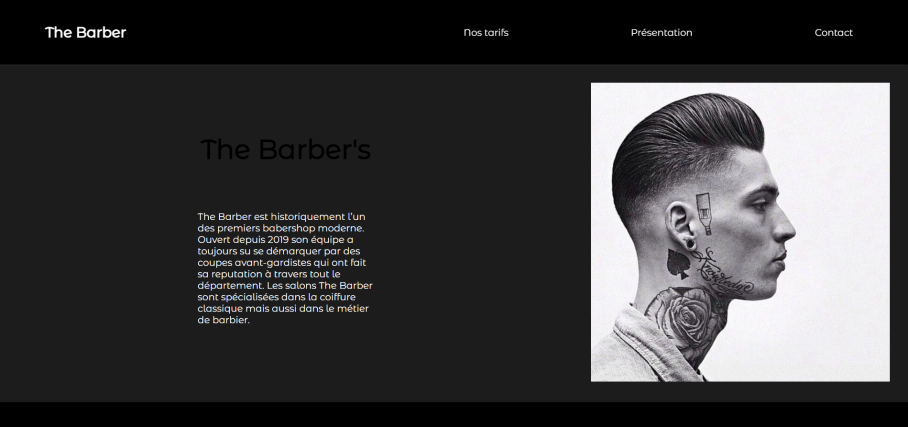 The Barber
Nos tarifs
Présentation
Contact
The Barber's
The Barber est historiquement l'un
des premiers babershop moderne.
Ouvert depuis 2019 son équipe a
toujours su se démarquer par des
coupes avant-gardistes qui ont fait
sa reputation à travers tout le
département. Les salons The Barber
sont spécialisées dans la coiffure
classique mais aussi dans le métier
de barbier.